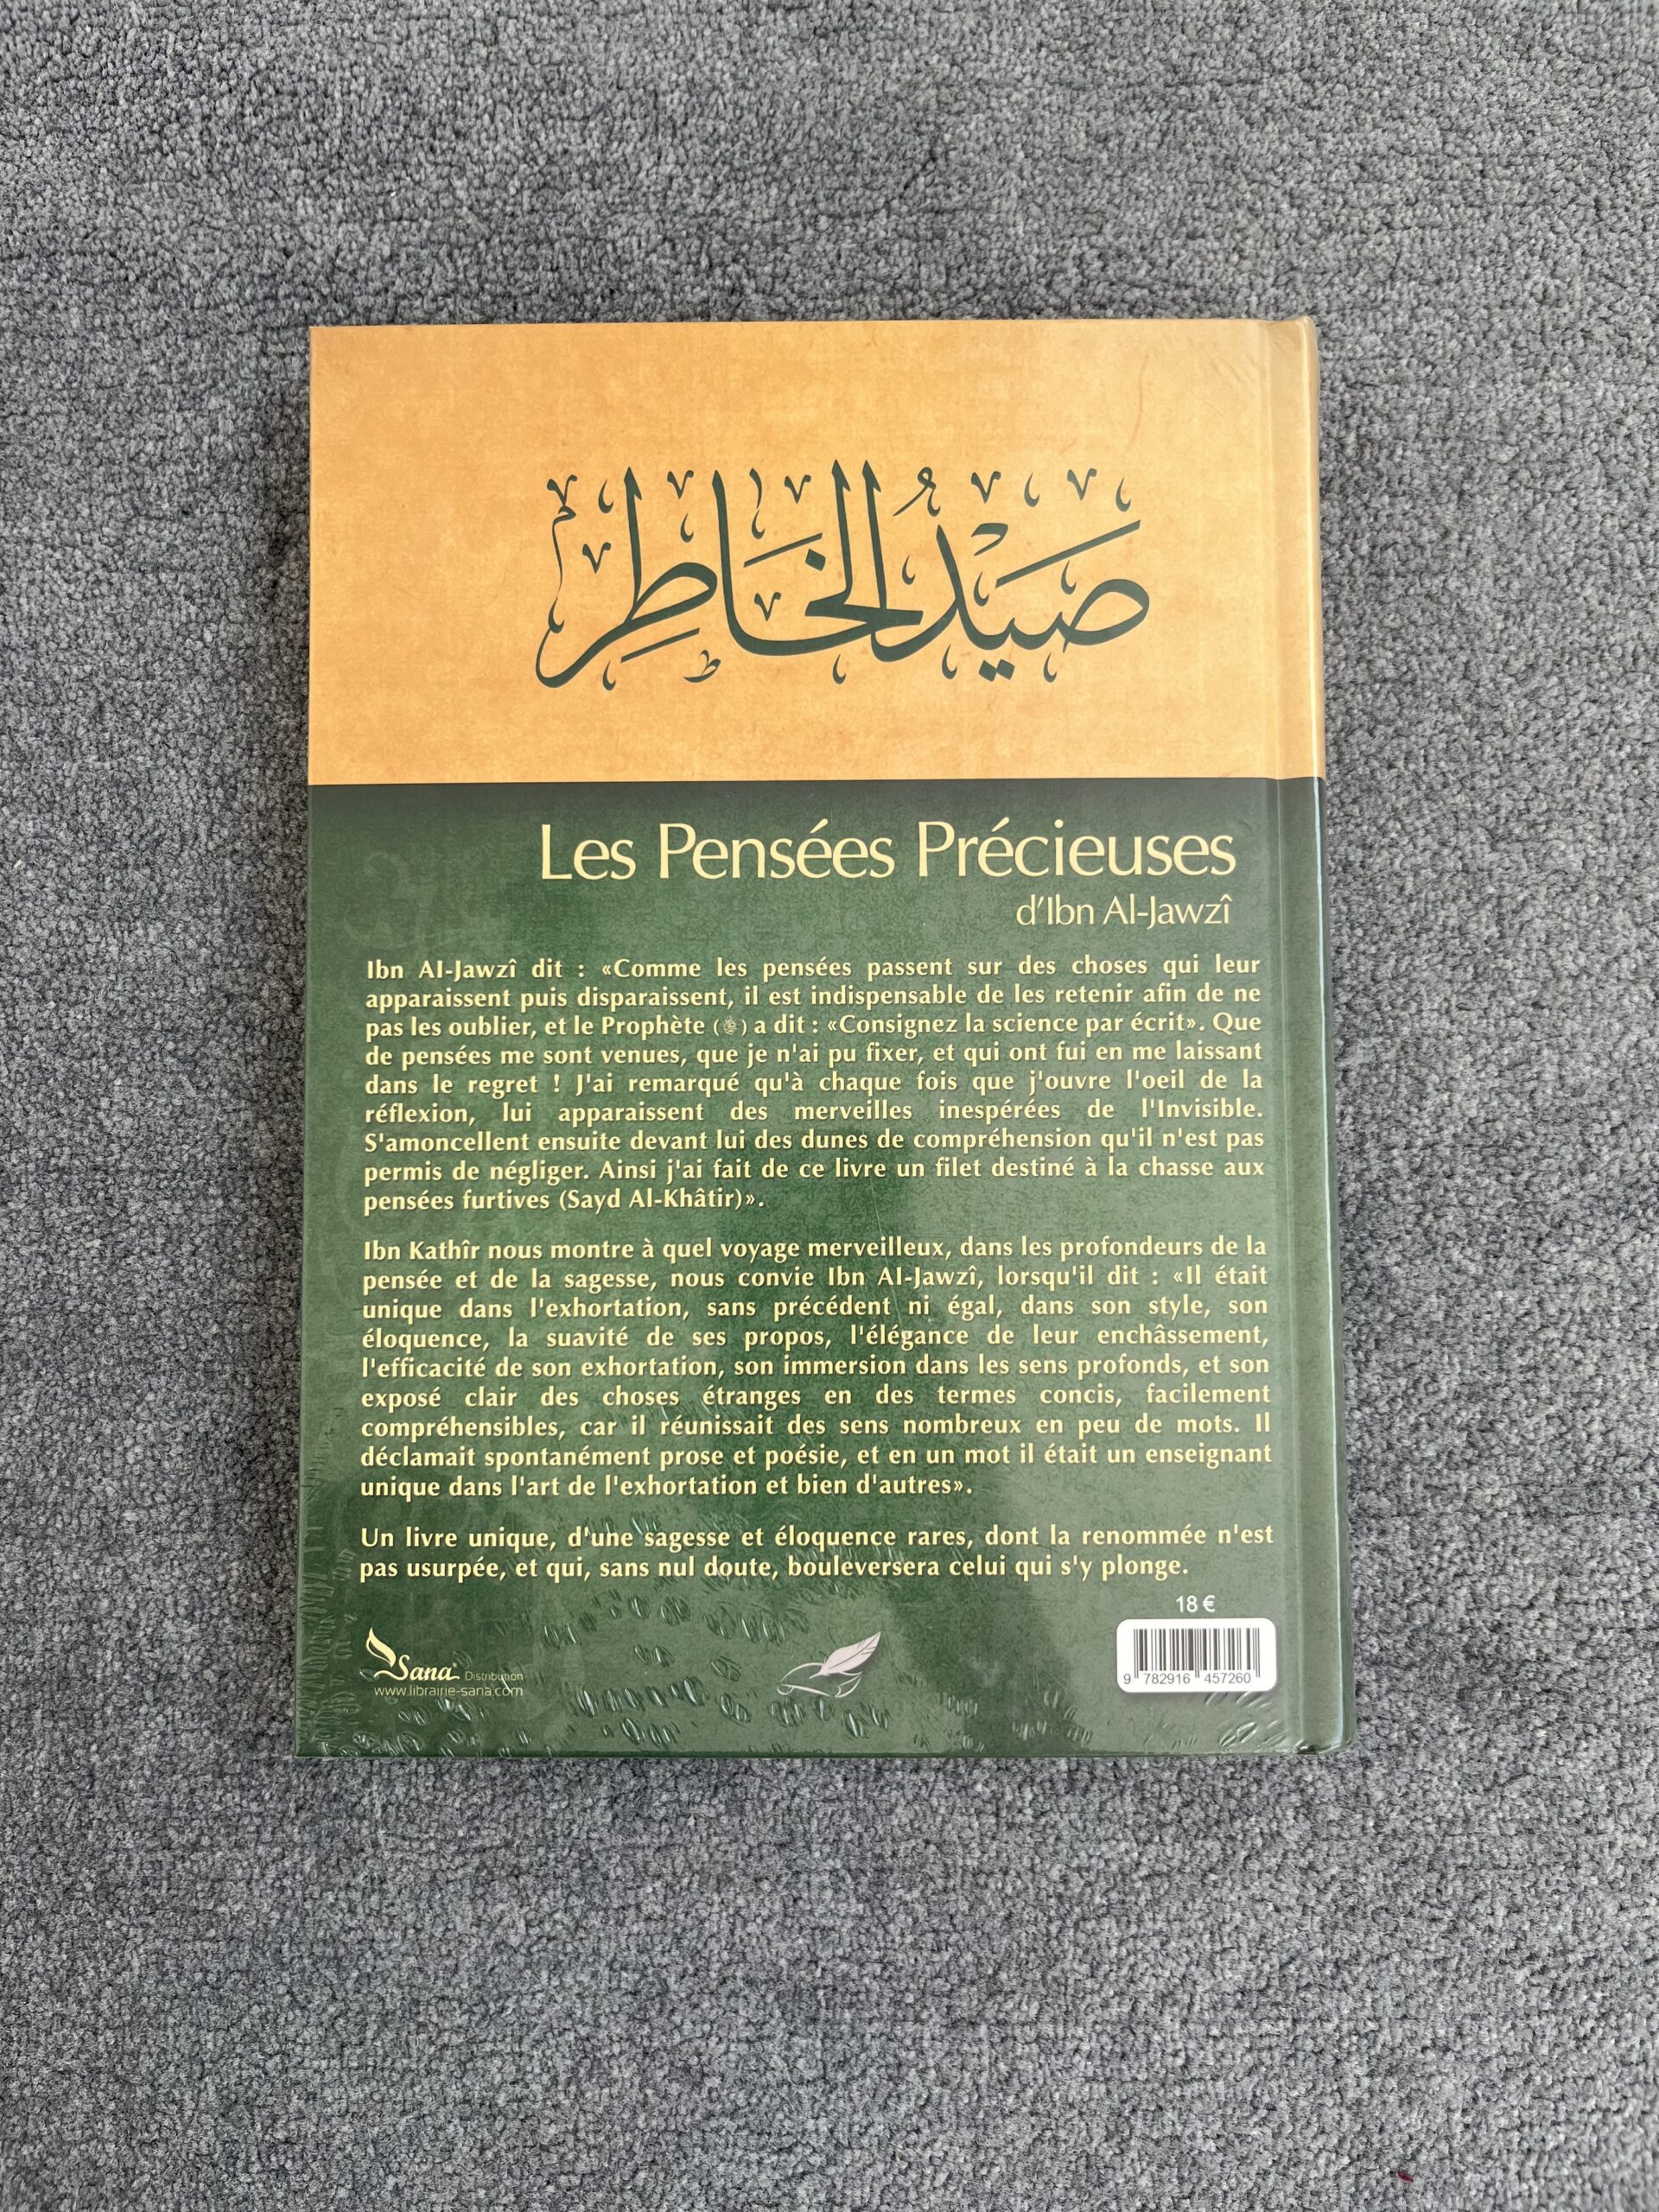 صَيْدُ الخَاطِرِ
Les Pensées Précieuses
d'Ibn Al-Jawzî
Ibn Al-Jawzî dit : «Comme les pensées passent sur des choses qui leur
apparaissent puis disparaissent, il est indispensable de les retenir afin de ne
pas les oublier, et le Prophète (ﷺ) a dit : «Consignez la science par écrit». Que
de pensées me sont venues, que je n'ai pu fixer, et qui ont fui en me laissant
dans le regret ! J'ai remarqué qu'à chaque fois que j'ouvre l'oeil de la
réflexion, lui apparaissent des merveilles inespérées de l'Invisible.
S'amoncellent ensuite devant lui des dunes de compréhension qu'il n'est pas
permis de négliger. Ainsi j'ai fait de ce livre un filet destiné à la chasse aux
pensées furtives (Sayd Al-Khâtir)».
Ibn Kathîr nous montre à quel voyage merveilleux, dans les profondeurs de la
pensée et de la sagesse, nous convie Ibn Al-Jawzî, lorsqu'il dit : «Il était
unique dans l'exhortation, sans précédent ni égal, dans son style, son
éloquence, la suavité de ses propos, l'élégance de leur enchâssement,
l'efficacité de son exhortation, son immersion dans les sens profonds, et son
exposé clair des choses étranges en des termes concis, facilement
compréhensibles, car il réunissait des sens nombreux en peu de mots. Il
déclamait spontanément prose et poésie, et en un mot il était un enseignant
unique dans l'art de l'exhortation et bien d'autres».
Un livre unique, d'une sagesse et éloquence rares, dont la renommée n'est
pas usurpée, et qui, sans nul doute, bouleversera celui qui s'y plonge.
18 €
Sana Distribution
www.librairie-sana.com
9 782916 457260